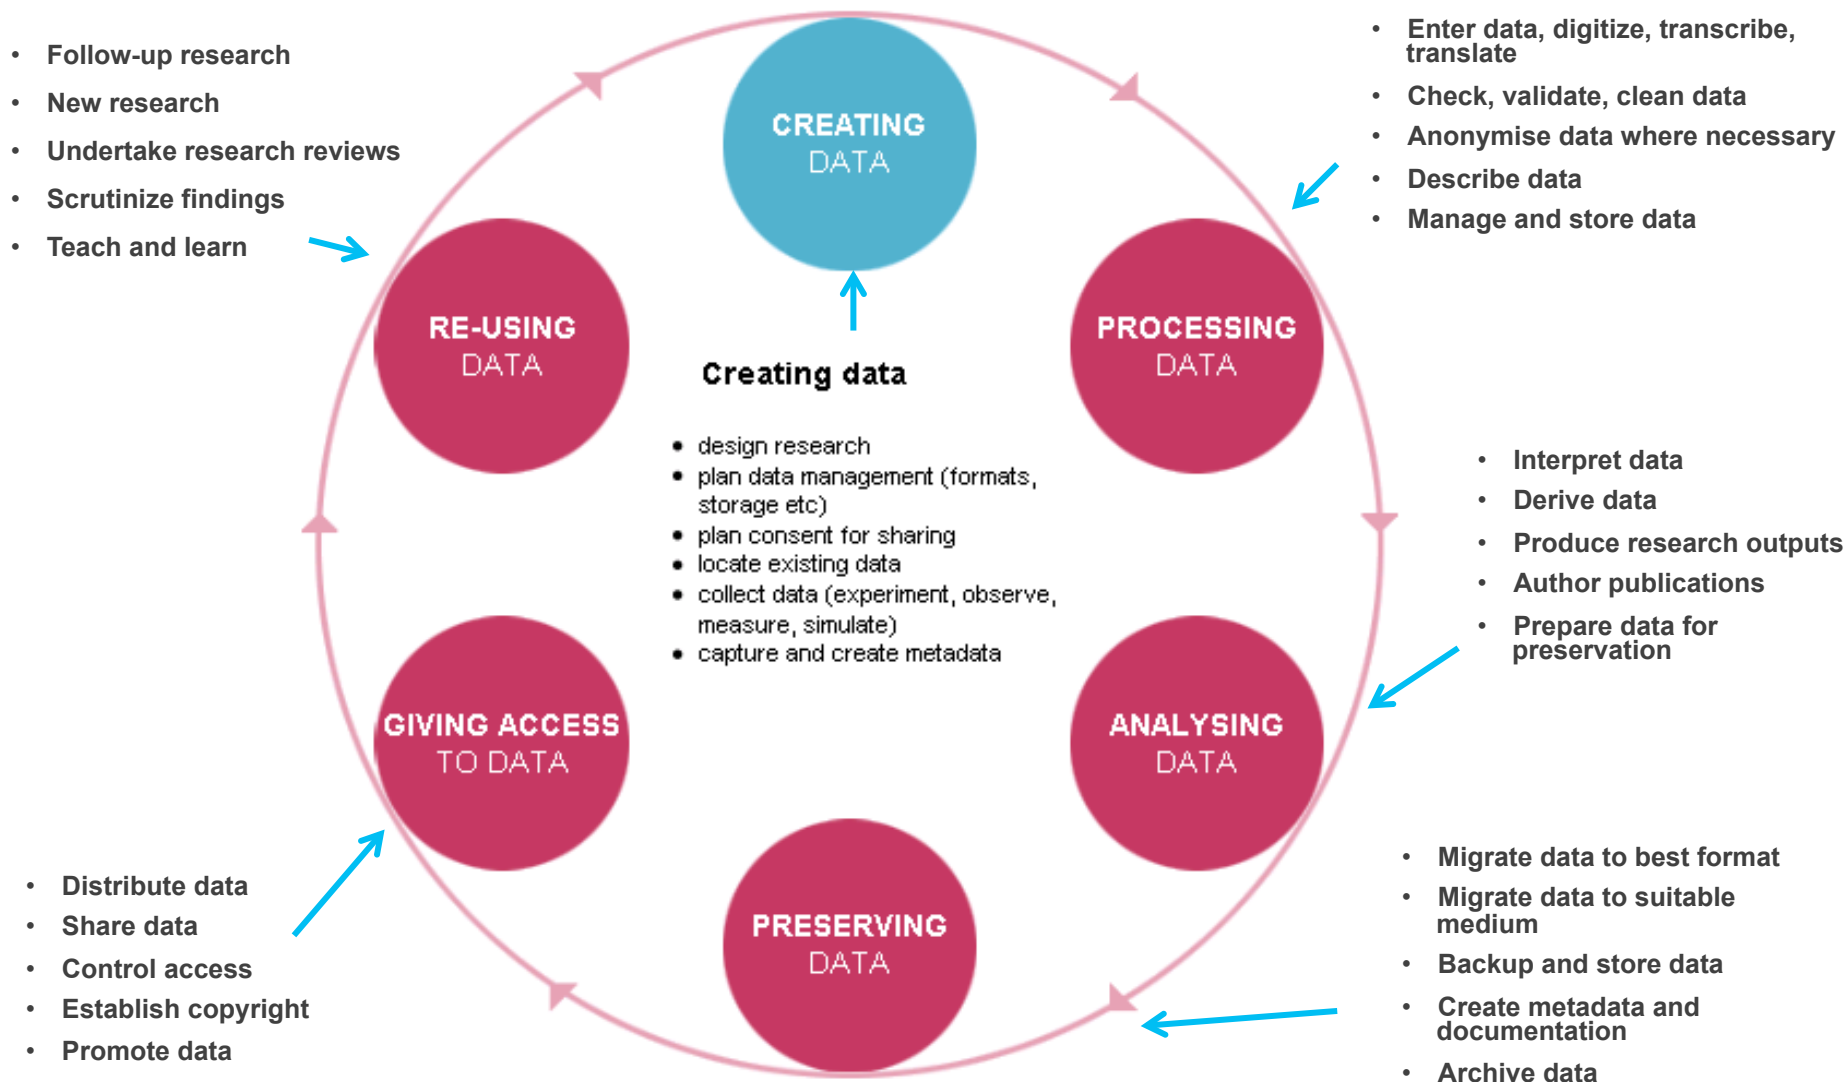 • Follow-up research
• New research
• Undertake research reviews
• Scrutinize findings
• Teach and learn
CREATING
DATA
• Enter data, digitize, transcribe,
translate
• Check, validate, clean data
• Anonymise data where necessary
• Describe data
• Manage and store data
RE-USING
DATA
PROCESSING
DATA
Creating data
• design research
• plan data management (formats,
storage etc)
• plan consent for sharing
• locate existing data
• collect data (experiment, observe,
measure, simulate)
• capture and create metadata
• Interpret data
• Derive data
• Produce research outputs
• Author publications
• Prepare data for
preservation
GIVING ACCESS
TO DATA
ANALYSING
DATA
• Distribute data
• Share data
• Control access
• Establish copyright
• Promote data
PRESERVING
DATA
• Migrate data to best format
• Migrate data to suitable
medium
• Backup and store data
• Create metadata and
documentation
• Archive data